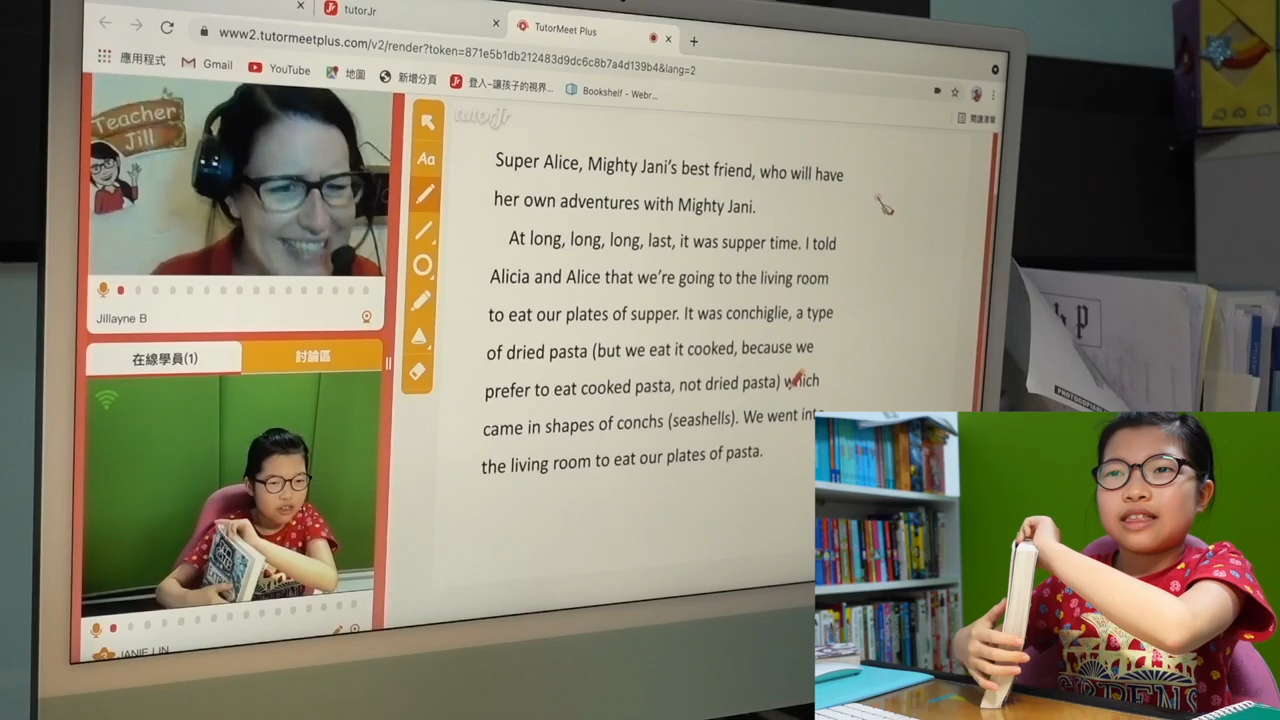 tutorJr
TutorMeet Plus
www2.tutormeetplus.com/v2/render?token=871e5b1db212483d9dc6c8b7a4d139b4&lang=2
應用程式
Gmail
YouTube
地圖
新增分頁
登入-讓孩子的視界...
Bookshelf - Webr...
閱讀清單
Teacher
Jill
Jillayne B
在線學員(1)
討論區
JANIE LIN
Aa
tutorJr
Super Alice, Mighty Jani's best friend, who will have
her own adventures with Mighty Jani.
At long, long, long, last, it was supper time. I told
Alicia and Alice that we're going to the living room
to eat our plates of supper. It was conchiglie, a type
of dried pasta (but we eat it cooked, because we
prefer to eat cooked pasta, not dried pasta) which
came in shapes of conchs (seashells). We went into
the living room to eat our plates of pasta.